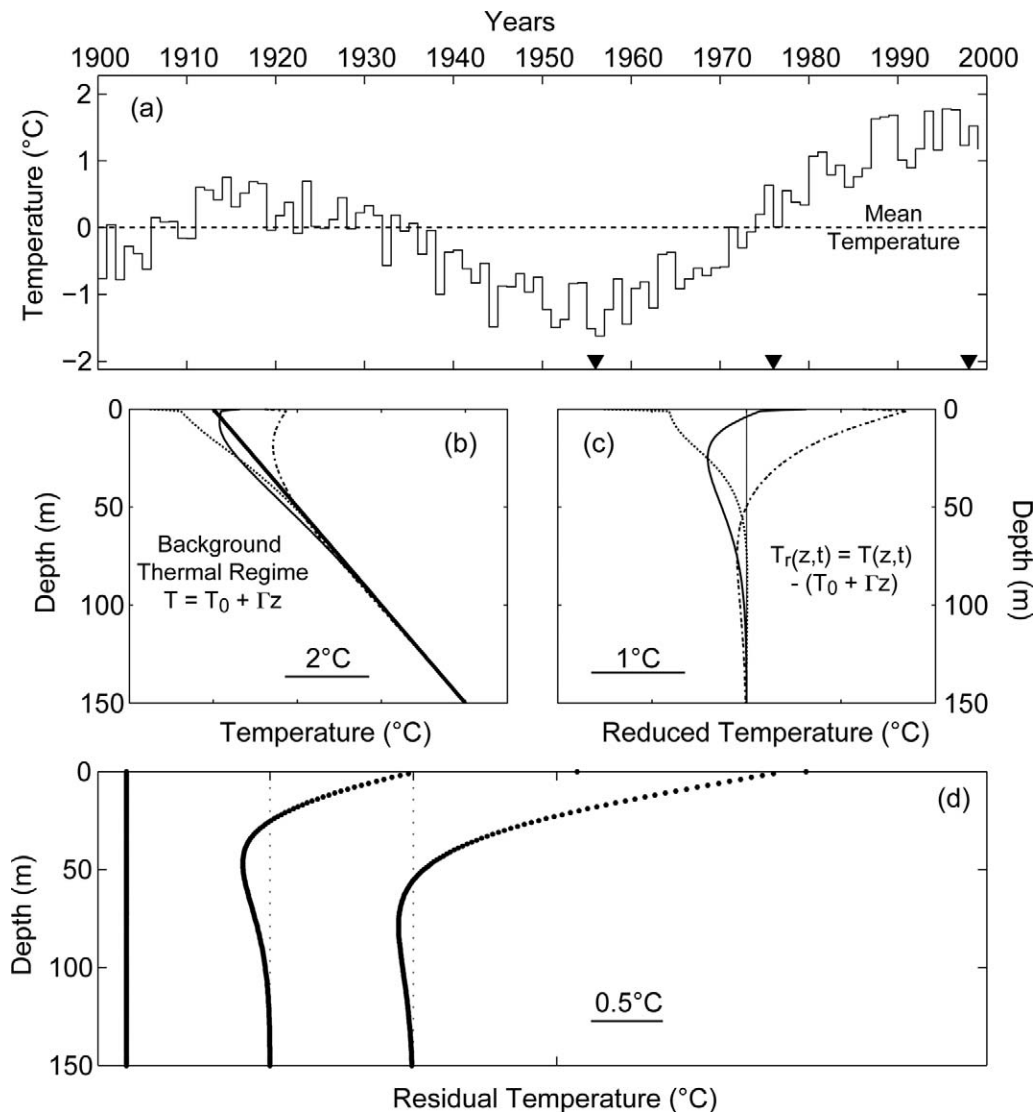 Years
1900 1910 1920 1930 1940 1950 1960 1973 1980 1990 2000
(a)
Temperature (°C)
2
1
0
−1
−2
Mean
Temperature
0
50
100
150
Depth (m)
(b)
Background
Thermal Regime
T = T₀ + Γz
2°C
Temperature (°C)
(c)
Tᵣ(z,t) = T(z,t)
- (T₀ + Γz)
1°C
Reduced Temperature (°C)
0
50
100
150
Depth (m)
0
50
100
150
Depth (m)
(d)
0.5°C
Residual Temperature (°C)